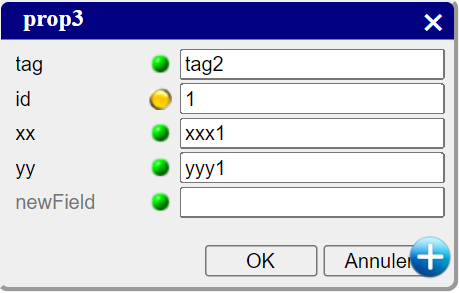 prop3
tag tag2
id 1
xx xxx1
yy yyy1
newField
OK Annuler